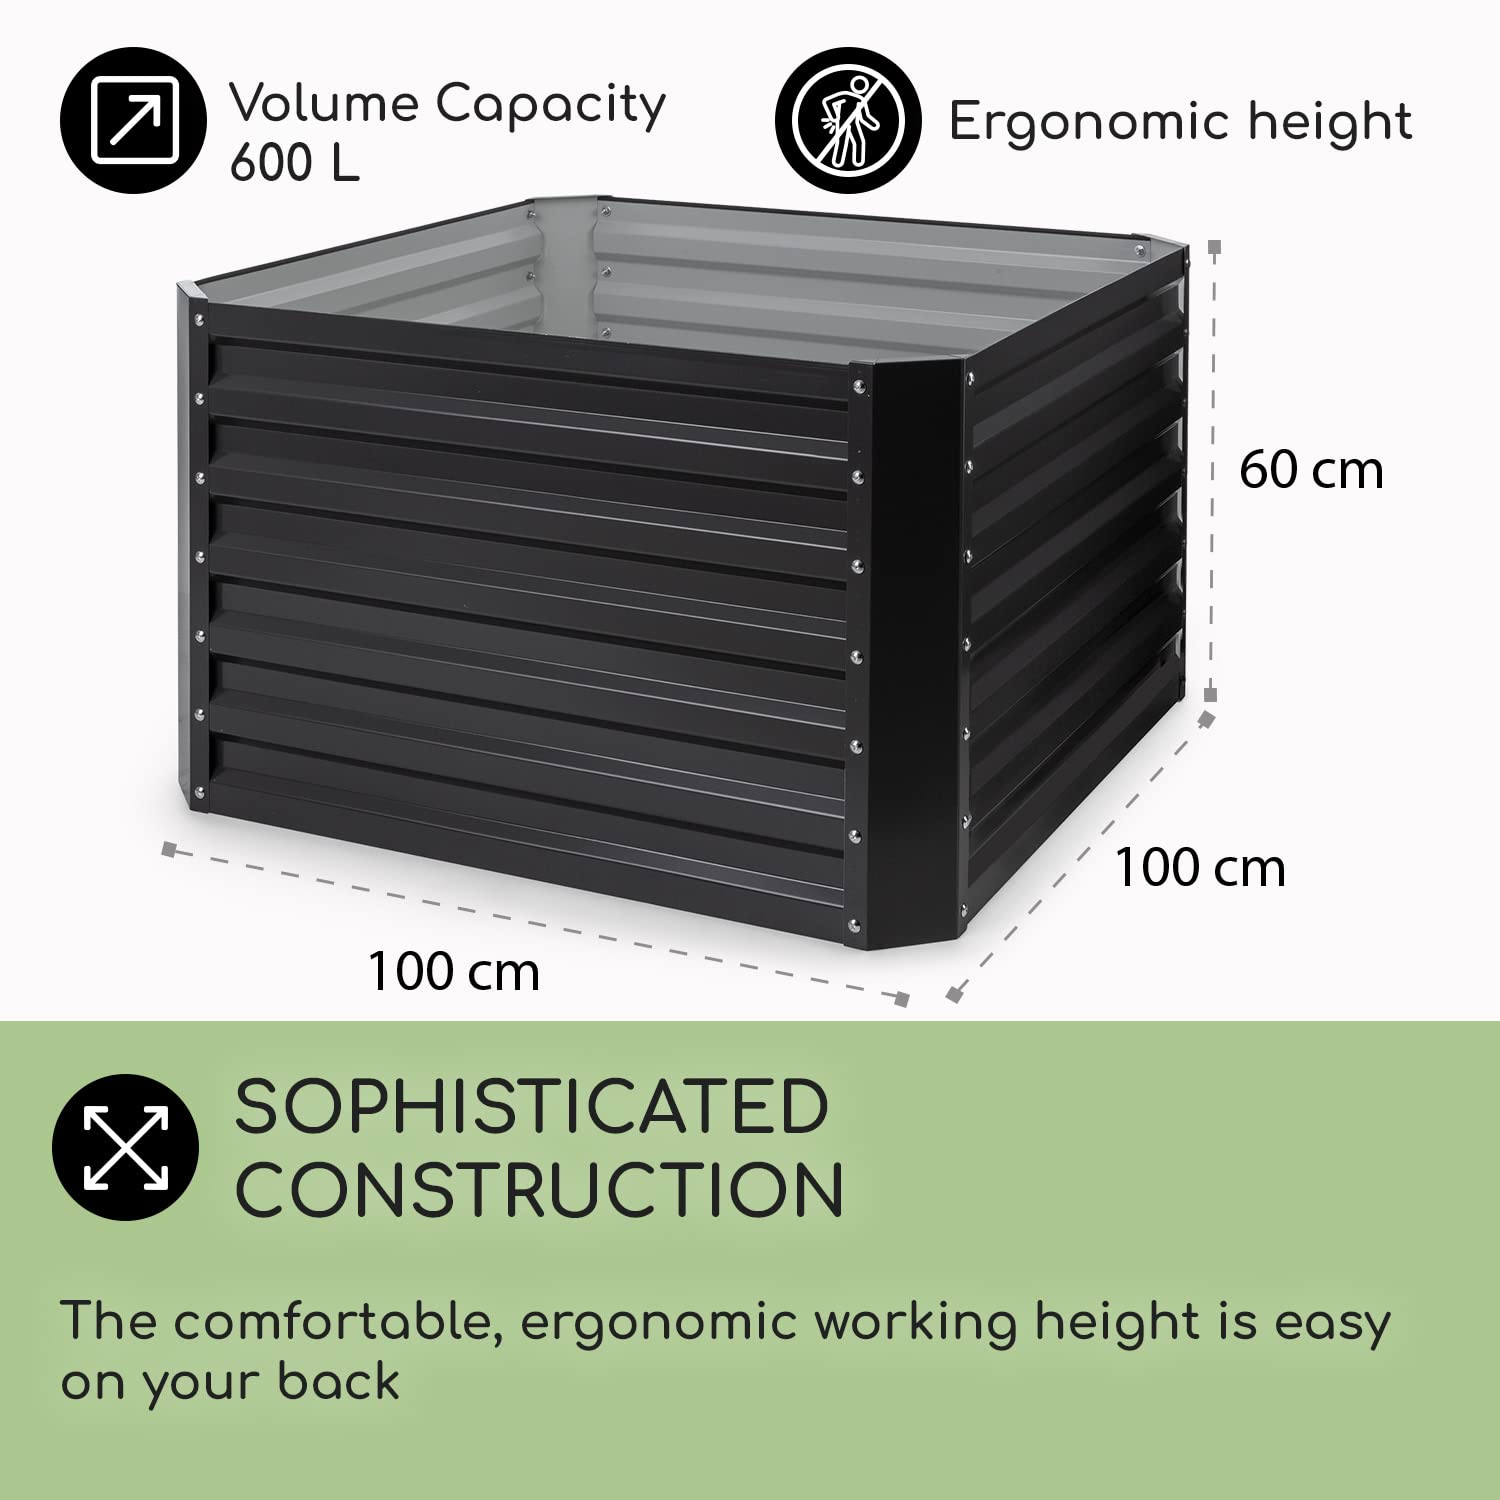 Volume Capacity
600 L
Ergonomic height
60 cm
100 cm
100 cm
SOPHISTICATED
CONSTRUCTION
The comfortable, ergonomic working height is easy
on your back